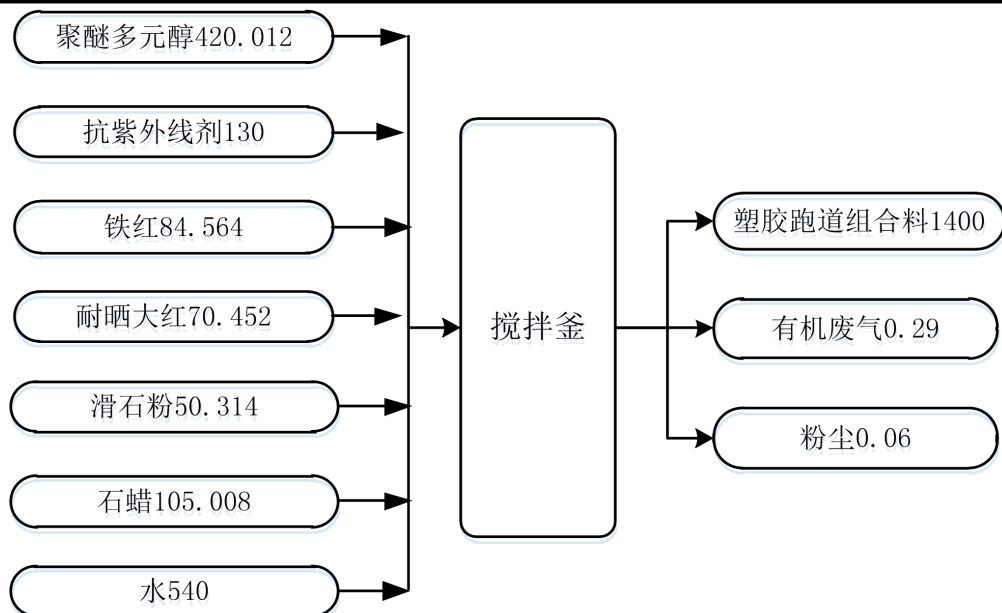 聚醚多元醇420.012
抗紫外线剂130
铁红84.564
耐晒大红70.452
滑石粉50.314
石蜡105.008
水540
搅拌釜
塑胶跑道组合料1400
有机废气0.29
粉尘0.06